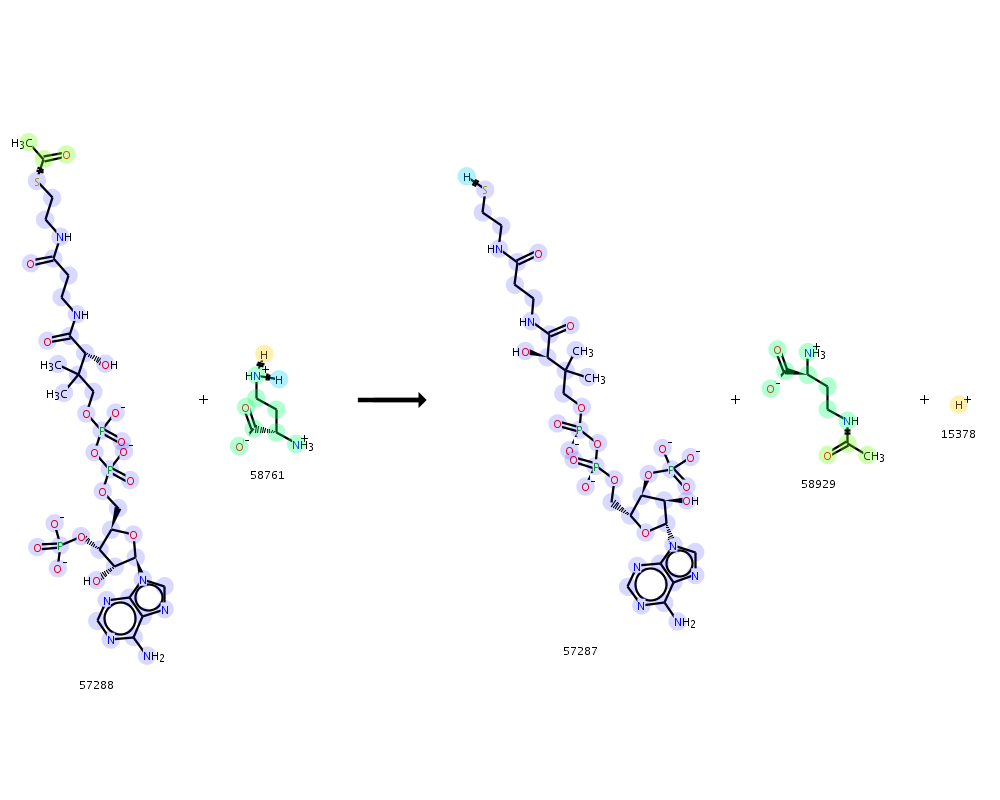 H₃C
O
S
NH
O
NH
O
OH
H₃C
H₃C
O
O⁻
P
O
O
O⁻
P
O
O
O⁻
O
P
O
O⁻
O
HO
N
N
N
N
NH₂
57288
+
H
HN⁺
H
O
O⁻
NH₃⁺
58761
H
S
HN
O
HN
O
HO
CH₃
CH₃
O
O
P
O⁻
O
O
P
O⁻
O
O⁻
P
O⁻
O
O
OH
O
N
N
N
N
NH₂
57287
+
O
O⁻
NH₃⁺
NH
O
CH₃
58929
+
H⁺
15378